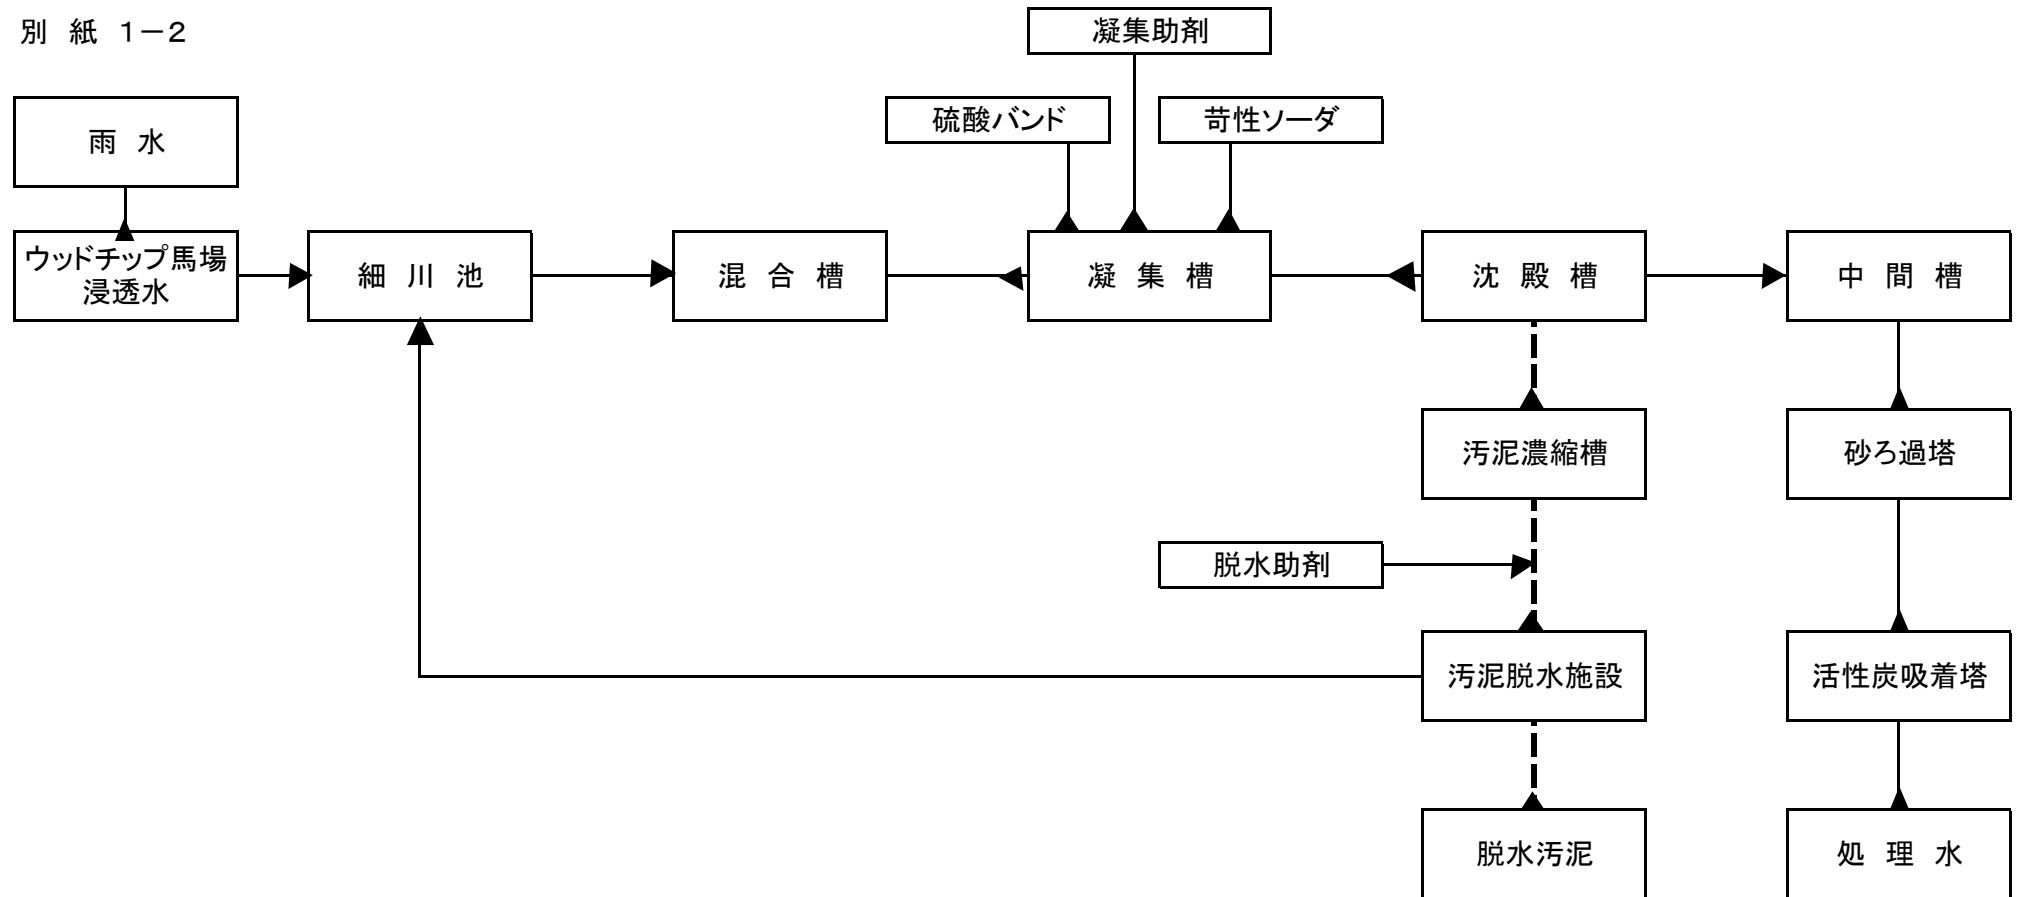 別 紙 1－2
凝集助剤
硫酸バンド
苛性ソーダ
雨 水
ウッドチップ馬場
浸透水
細 川 池
混 合 槽
凝 集 槽
沈 殿 槽
中 間 槽
汚泥濃縮槽
砂ろ過塔
脱水助剤
汚泥脱水施設
活性炭吸着塔
脱水汚泥
処 理 水